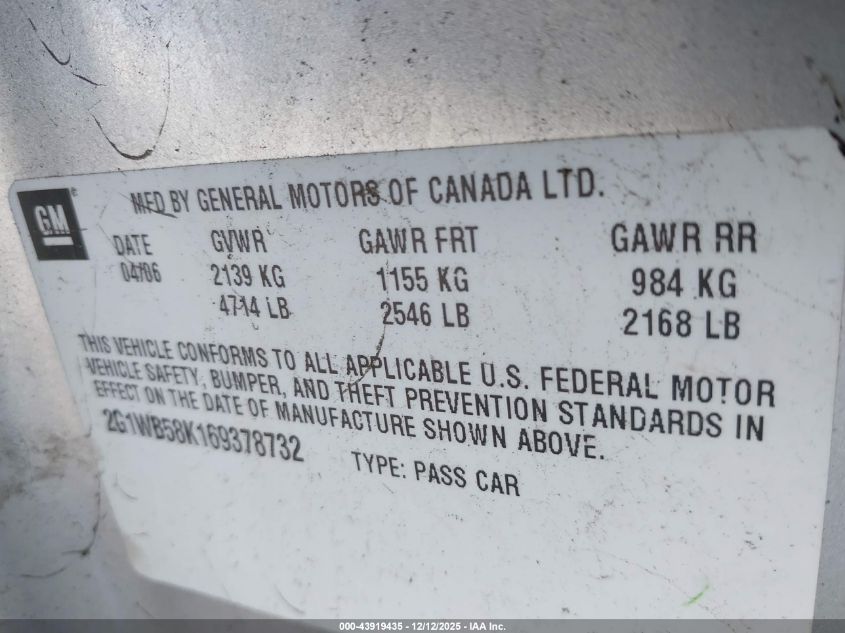 GM
MFD BY GENERAL MOTORS OF CANADA LTD.
DATE GVWR GAWR FRT GAWR RR
04/06 2139 KG 1155 KG 984 KG
4714 LB 2546 LB 2168 LB
THIS VEHICLE CONFORMS TO ALL APPLICABLE U.S. FEDERAL MOTOR
VEHICLE SAFETY, BUMPER, AND THEFT PREVENTION STANDARDS IN
EFFECT ON THE DATE OF MANUFACTURE SHOWN ABOVE.
2G1WB58K169378732 TYPE: PASS CAR
000-43919435 - 12/12/2025 - IAA Inc.